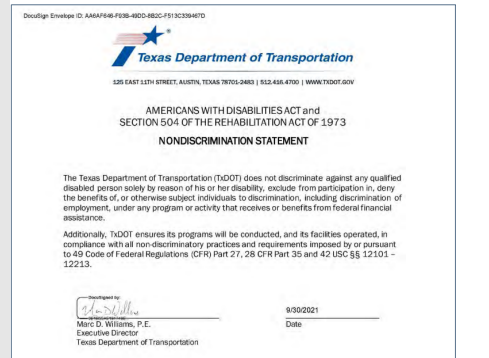 DocuSign Envelope ID: AA6AF646-F93B-49DD-8B2C-F513C339467D
Texas Department of Transportation
125 EAST 11TH STREET, AUSTIN, TEXAS 78701-2483 | 512.416.4700 | WWW.TXDOT.GOV
AMERICANS WITH DISABILITIES ACT and
SECTION 504 OF THE REHABILITATION ACT OF 1973
NONDISCRIMINATION STATEMENT
The Texas Department of Transportation (TxDOT) does not discriminate against any qualified
disabled person solely by reason of his or her disability, exclude from participation in, deny
the benefits of, or otherwise subject individuals to discrimination, including discrimination of
employment, under any program or activity that receives or benefits from federal financial
assistance.
Additionally, TxDOT ensures its programs will be conducted, and its facilities operated, in
compliance with all non-discriminatory practices and requirements imposed by or pursuant
to 49 Code of Federal Regulations (CFR) Part 27, 28 CFR Part 35 and 42 USC §§ 12101 –
12213.
DocuSigned by:
9/30/2021
Marc D. Williams, P.E.
Date
Executive Director
Texas Department of Transportation